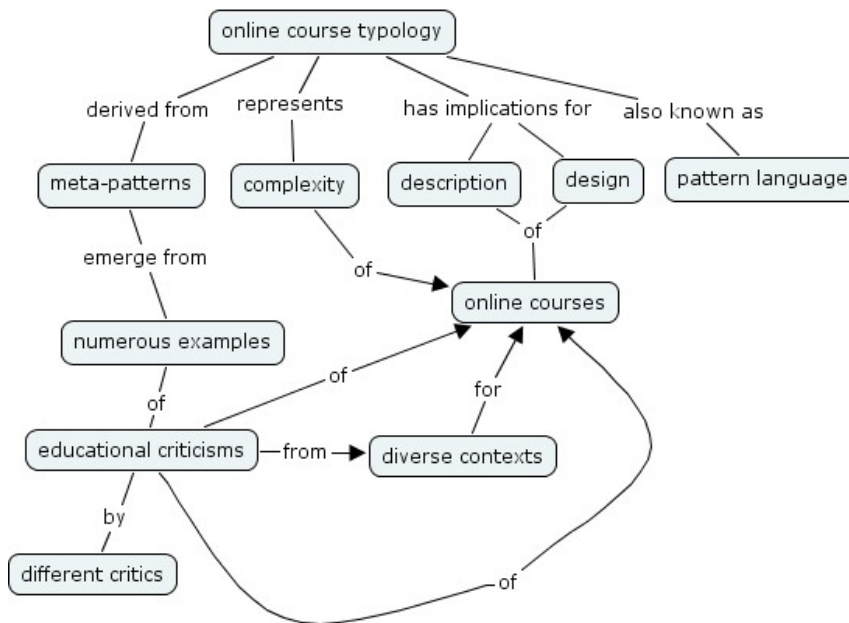 online course typology
derived from
represents
has implications for
also known as
meta-patterns
complexity
description
design
pattern language
emerge from
of
of
online courses
numerous examples
of
for
of
educational criticisms
from
diverse contexts
by
different critics
of